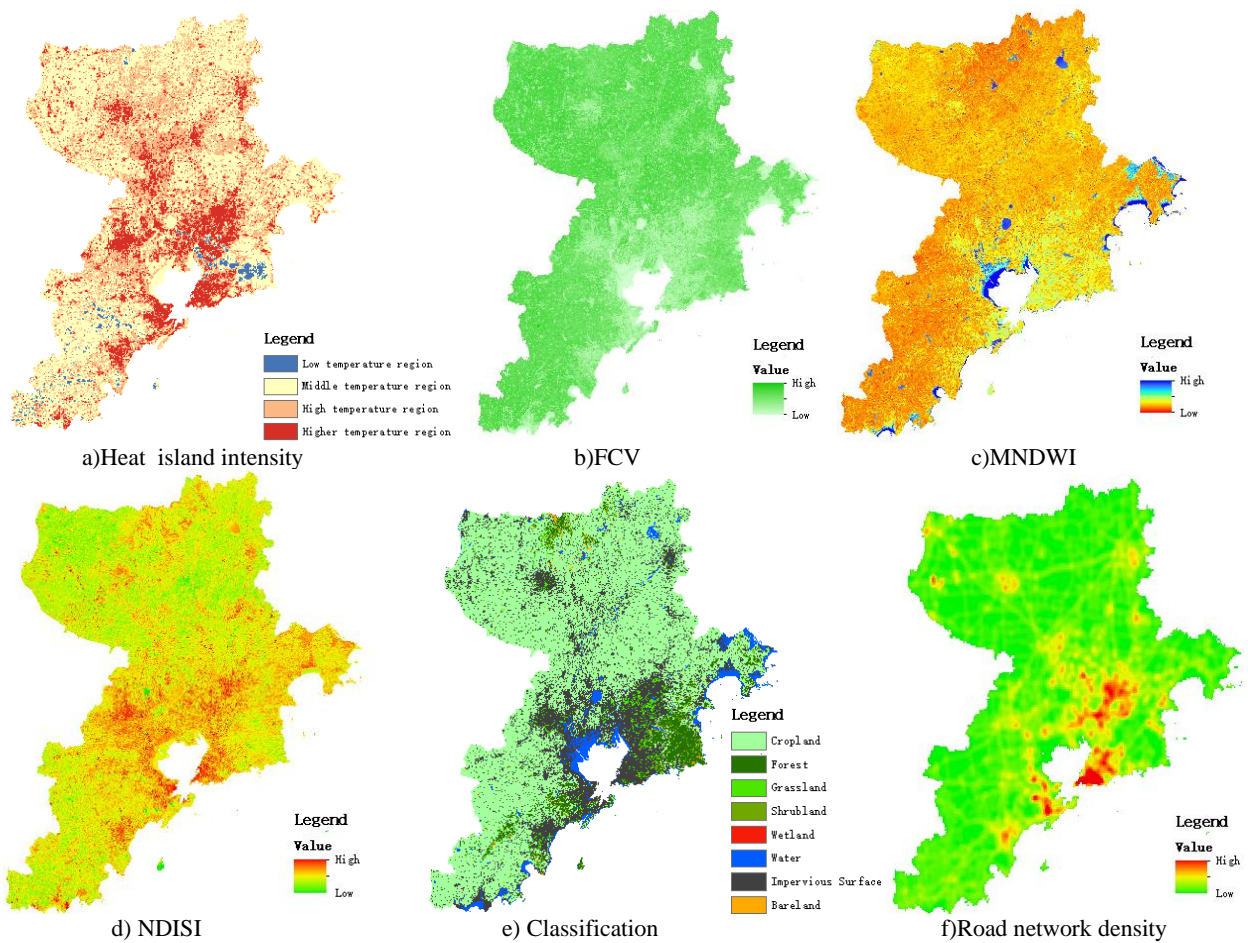 Legend
Low temperature region
Middle temperature region
High temperature region
Higher temperature region
a)Heat island intensity
Legend
Value
High
Low
b)FCV
Legend
Value
High
Low
c)MNDWI
Legend
Value
High
Low
d) NDISI
Legend
Cropland
Forest
Grassland
Shrubland
Wetland
Water
Impervious Surface
Bareland
e) Classification
Legend
Value
High
Low
f)Road network density